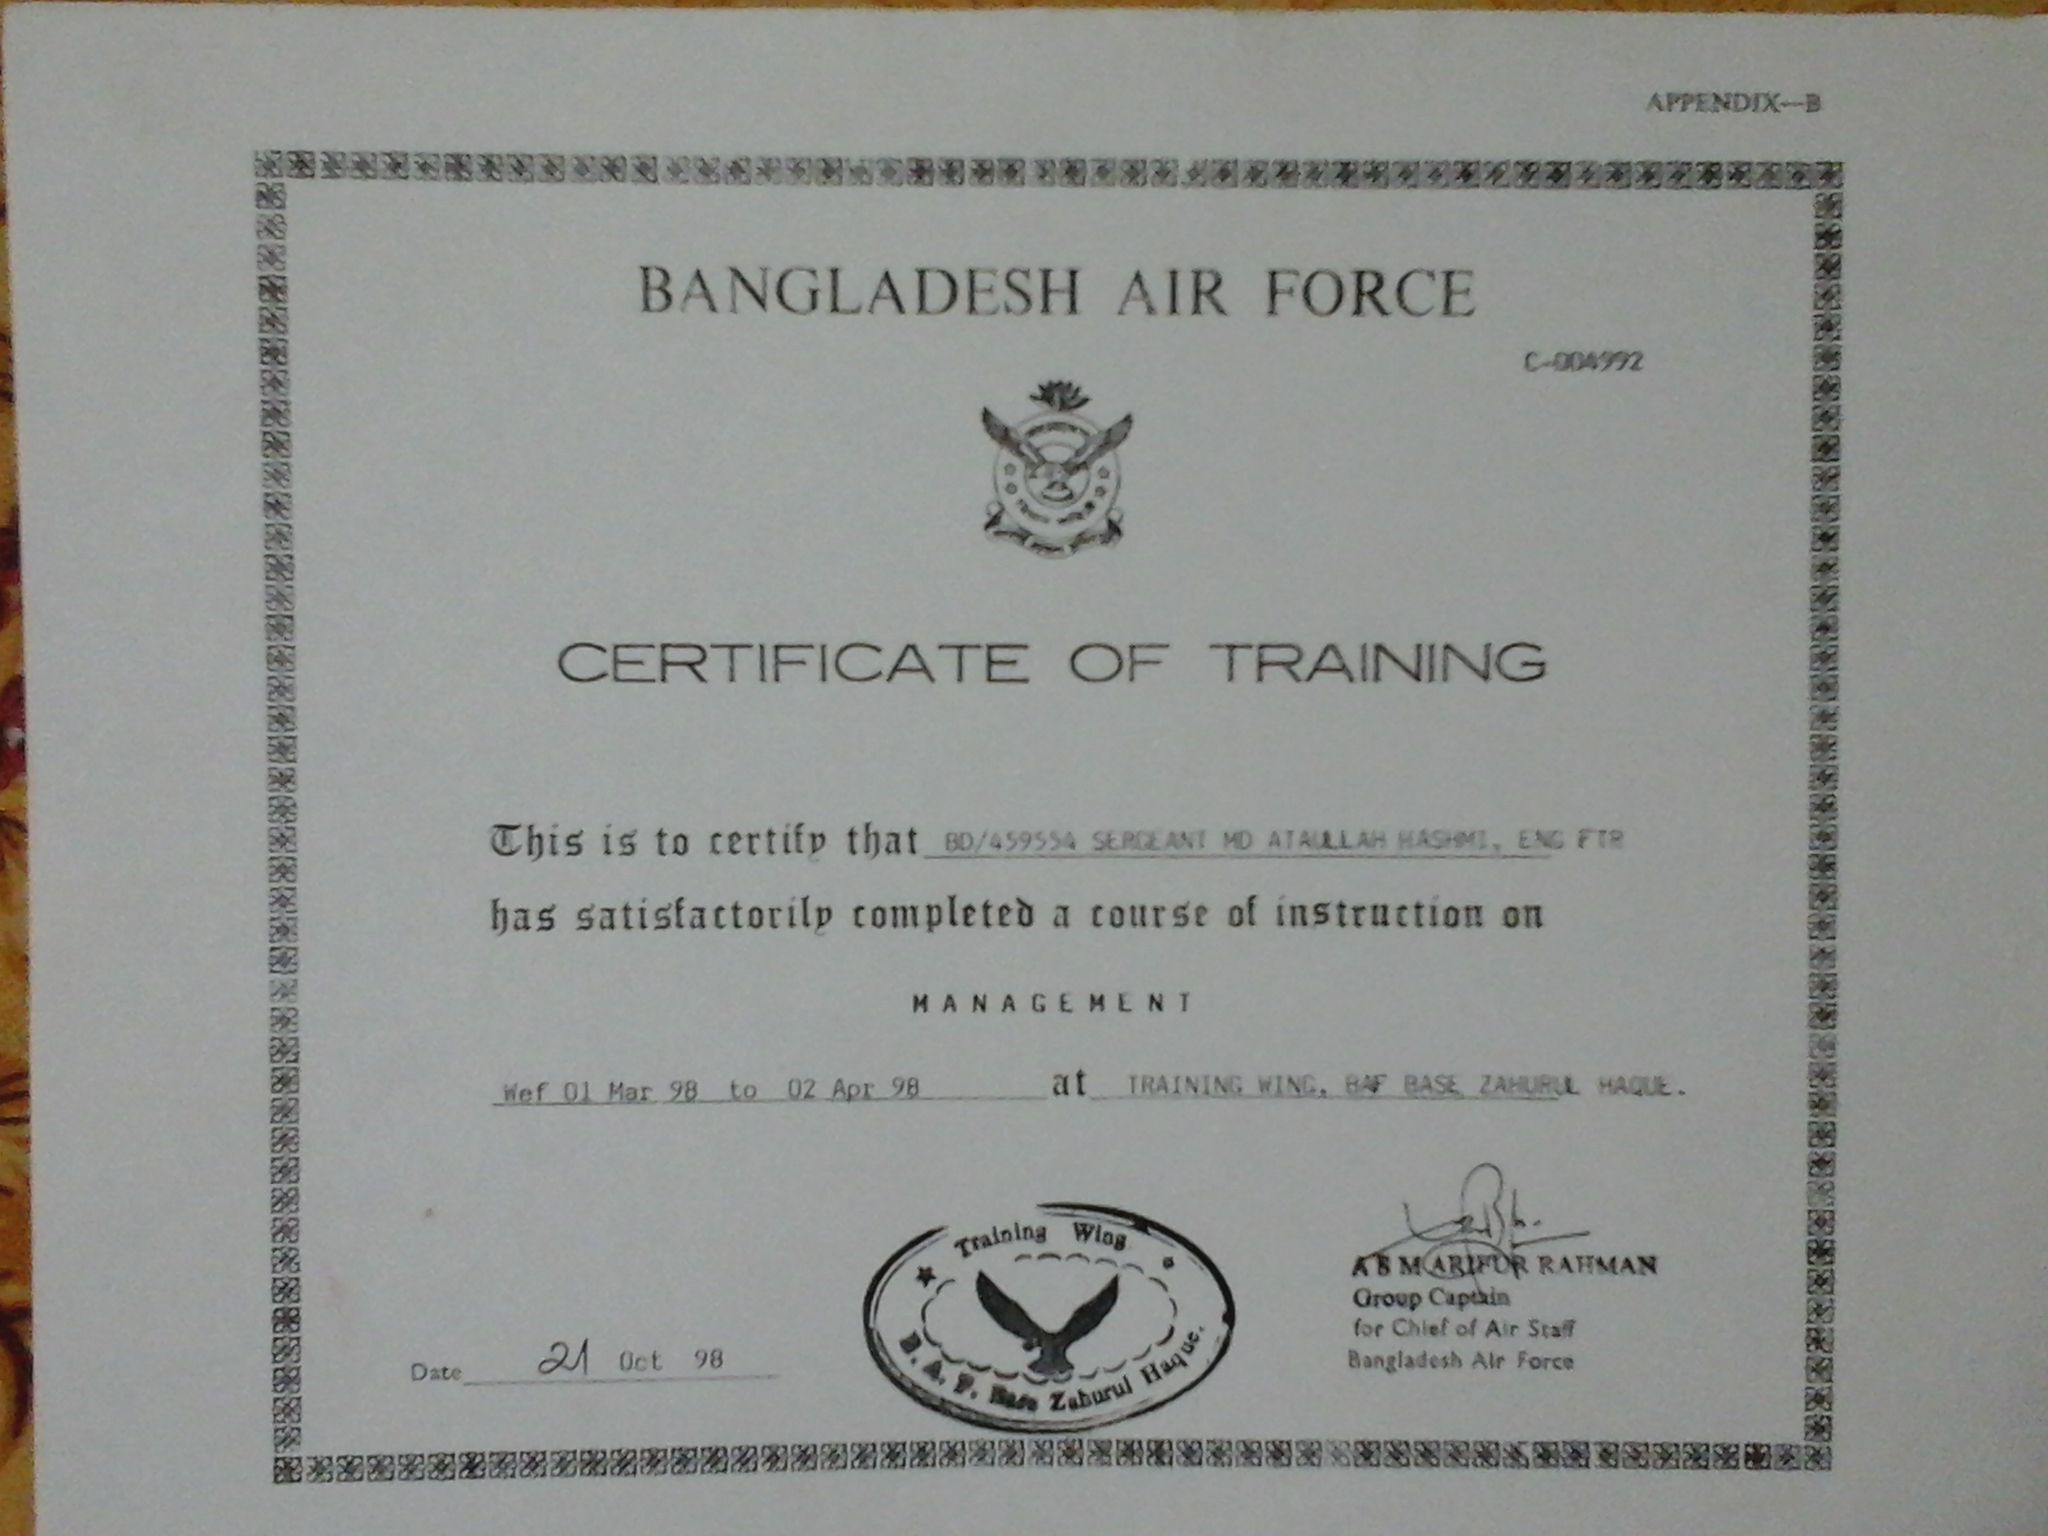 APPENDIX—B
BANGLADESH AIR FORCE
C-004992
CERTIFICATE OF TRAINING
This is to certify that BD/459554 SERGEANT MD ATAULLAH HASHMI, ENG FTR
has satisfactorily completed a course of instruction on
MANAGEMENT
Wef 01 Mar 98 to 02 Apr 98 at TRAINING WING, BAF BASE ZAHURUL HAQUE.
Date 21 Oct 98
Training Wing
B. A. F. Base Zahurul Haque.
A B M ARIFUR RAHMAN
Group Captain
for Chief of Air Staff
Bangladesh Air Force